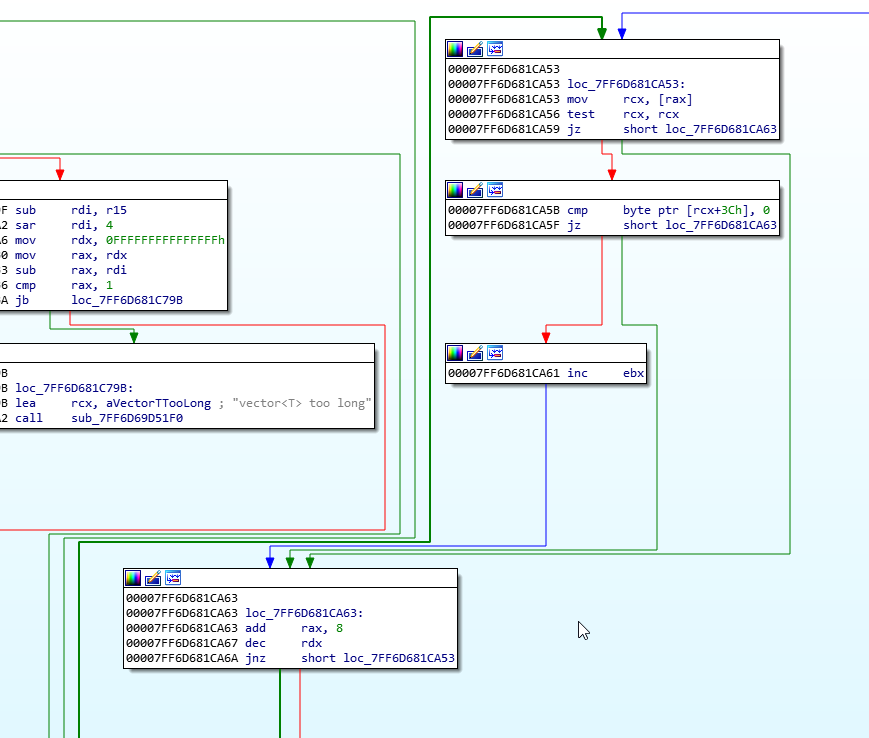 00007FF6D681CA53
00007FF6D681CA53 loc_7FF6D681CA53:
00007FF6D681CA53 mov rcx, [rax]
00007FF6D681CA56 test rcx, rcx
00007FF6D681CA59 jz short loc_7FF6D681CA63
00007FF6D681CA5B cmp byte ptr [rcx+3Ch], 0
00007FF6D681CA5F jz short loc_7FF6D681CA63
F sub rdi, r15
2 sar rdi, 4
6 mov rdx, 0FFFFFFFFFFFFFFFh
0 mov rax, rdx
3 sub rax, rdi
6 cmp rax, 1
A jb loc_7FF6D681C79B
00007FF6D681CA61 inc ebx
B
B loc_7FF6D681C79B:
B lea rcx, aVectorTTooLong ; "vector<T> too long"
2 call sub_7FF6D69D51F0
00007FF6D681CA63
00007FF6D681CA63 loc_7FF6D681CA63:
00007FF6D681CA63 add rax, 8
00007FF6D681CA67 dec rdx
00007FF6D681CA6A jnz short loc_7FF6D681CA53